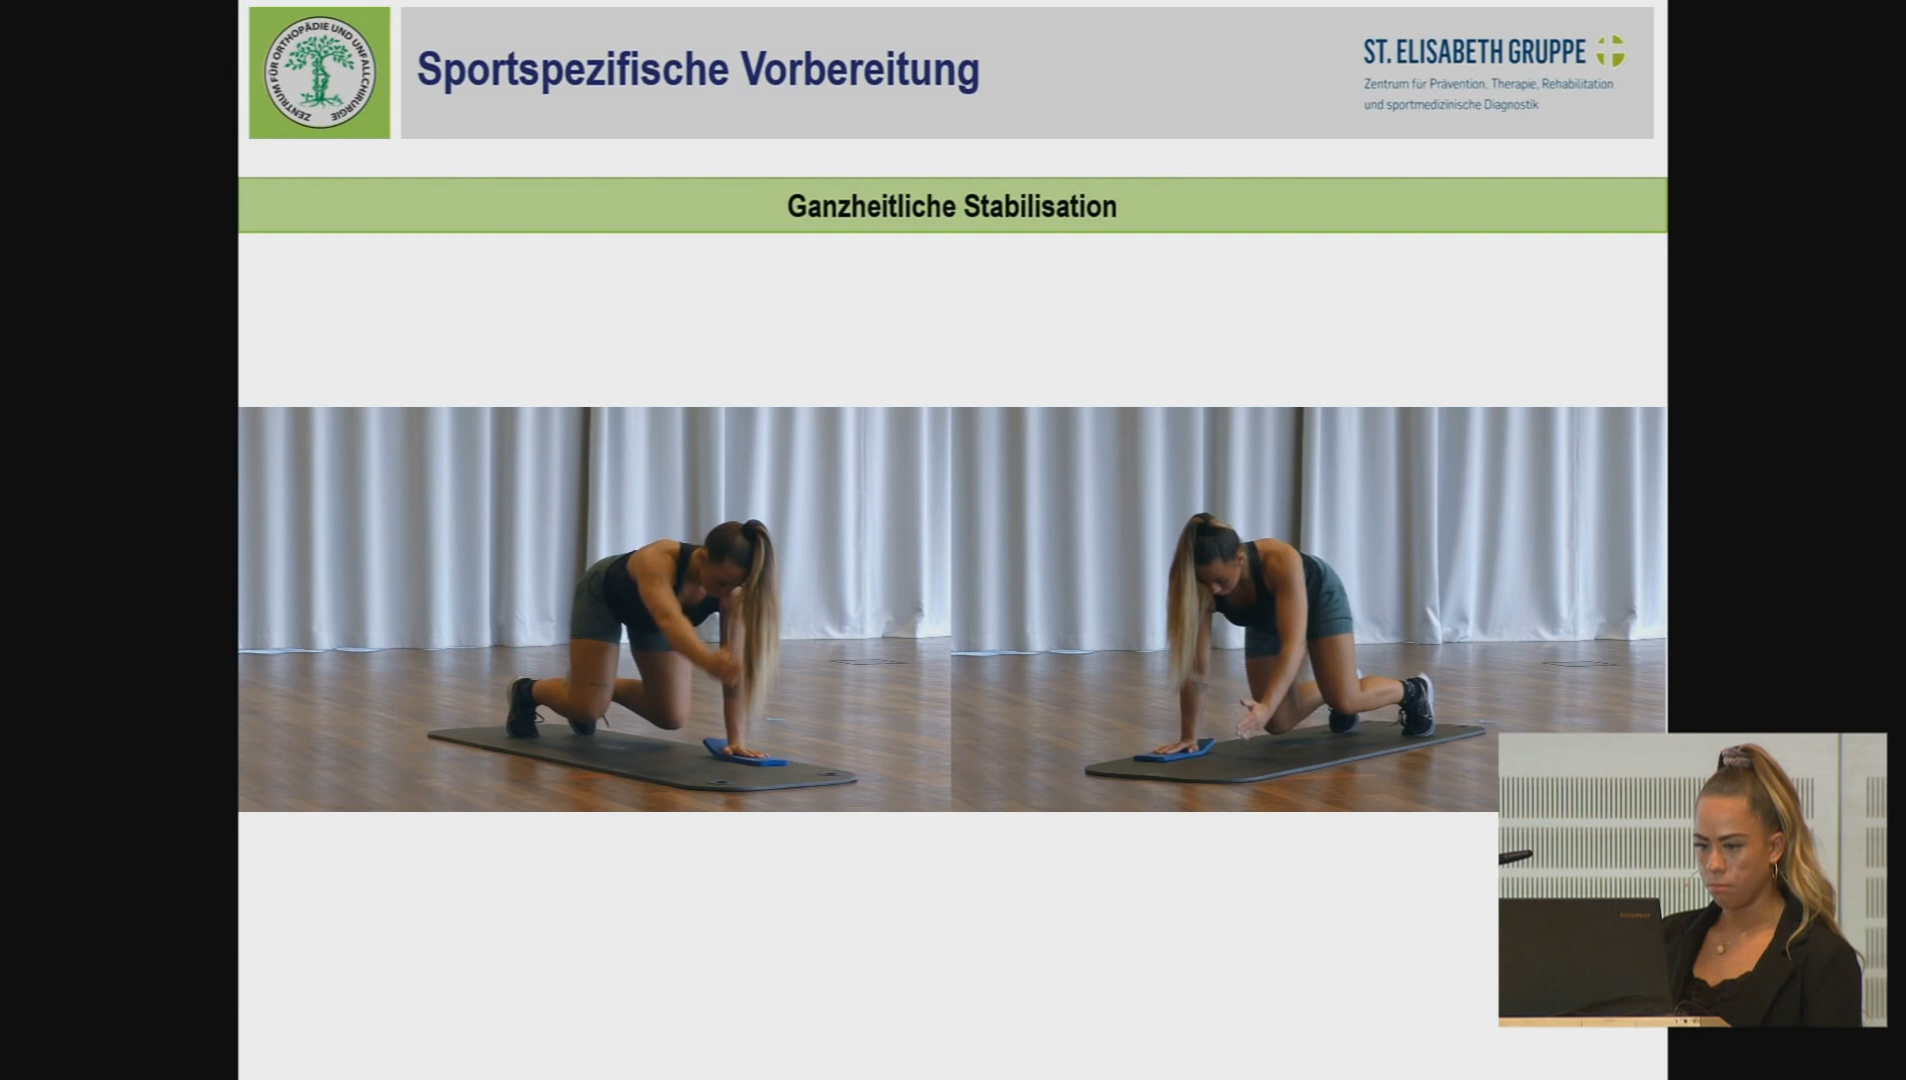 ZENTRUM FÜR ORTHOPÄDIE UND UNFALLCHIRURGIE
Sportspezifische Vorbereitung
ST. ELISABETH GRUPPE
Zentrum für Prävention, Therapie, Rehabilitation
und sportmedizinische Diagnostik
Ganzheitliche Stabilisation
lenovo